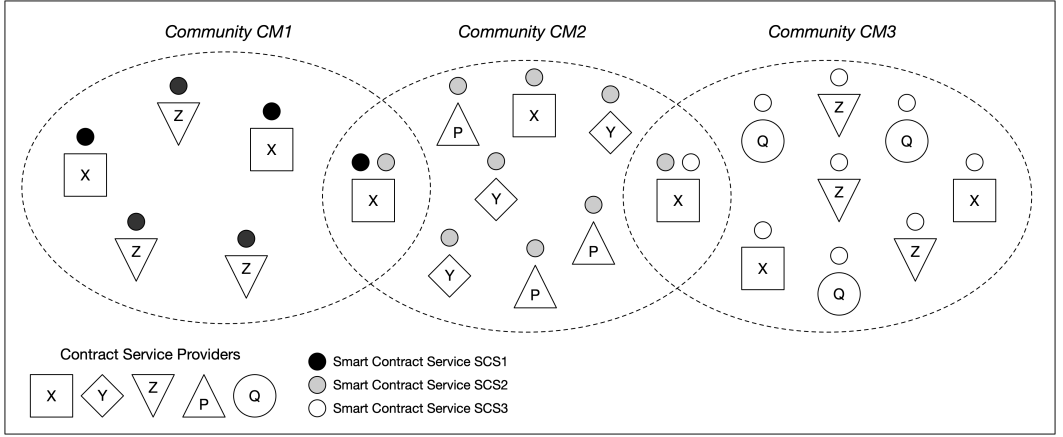 Community CM1
Community CM2
Community CM3
Z
X
X
Z
Z
X
P
X
Y
Y
P
Y
P
X
Z
Q
Q
Z
X
X
Z
Q
Contract Service Providers
X
Y
Z
P
Q
Smart Contract Service SCS1
Smart Contract Service SCS2
Smart Contract Service SCS3